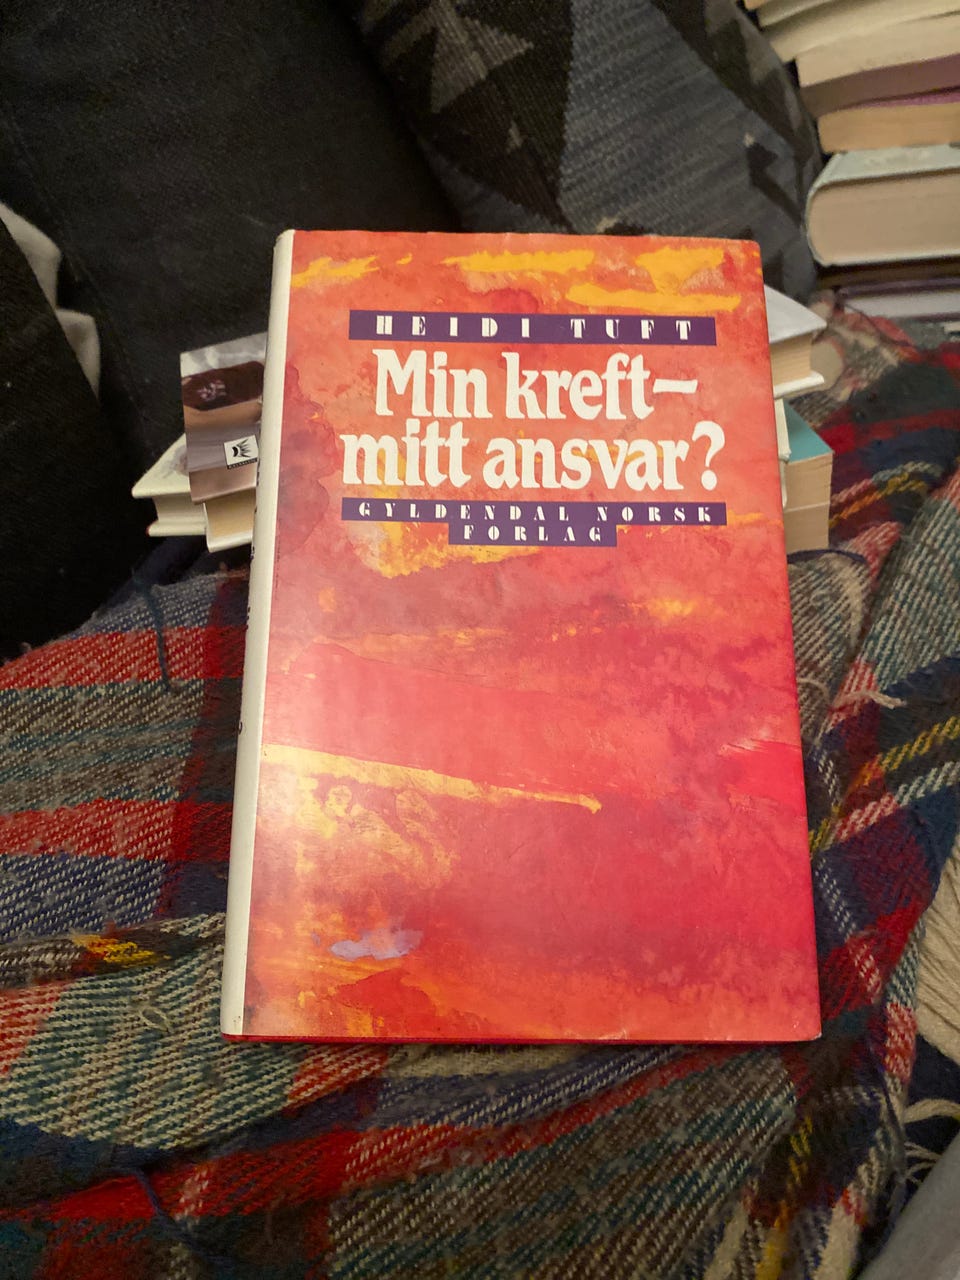 HEIDI TUFT
Min kreft–
mitt ansvar?
GYLDENDAL NORSK
FORLAG